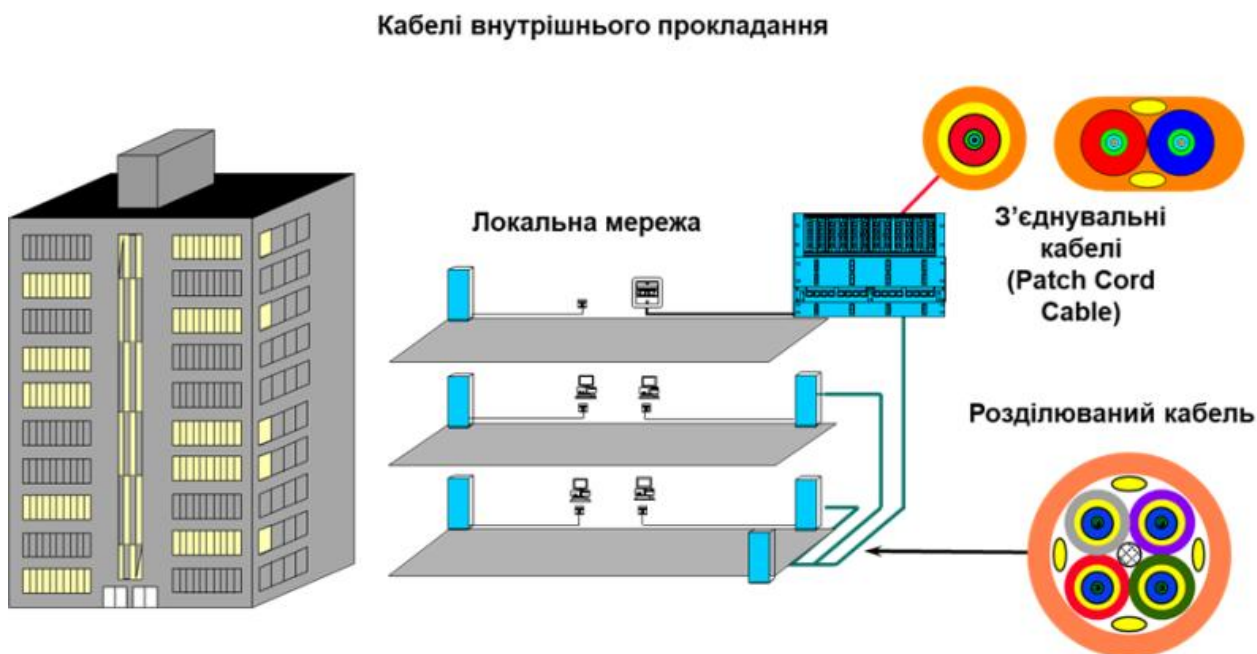 Кабелі внутрішнього прокладання
Локальна мережа
З’єднувальні
кабелі
(Patch Cord
Cable)
Розділюваний кабель